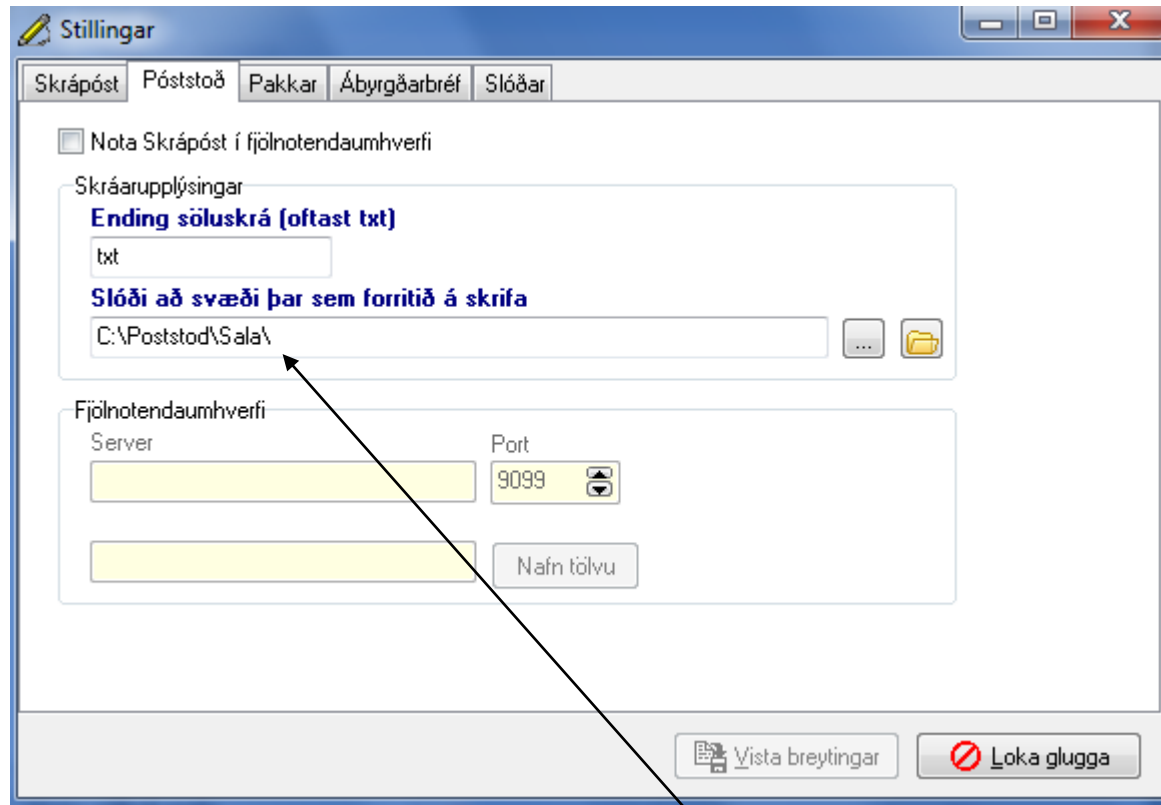 Stillingar
Skrápóst Póststoð Pakkar Ábyrgðarbréf Slóðar
Nota Skrápóst í fjölnotendaumhverfi
Skráarupplýsingar
Ending söluskrá (oftast txt)
txt
Slóði að svæði þar sem forritið á skrifa
C:\Poststod\Sala\
...
Fjölnotendaumhverfi
Server Port
9099
Nafn tölvu
Vista breytingar Loka glugga